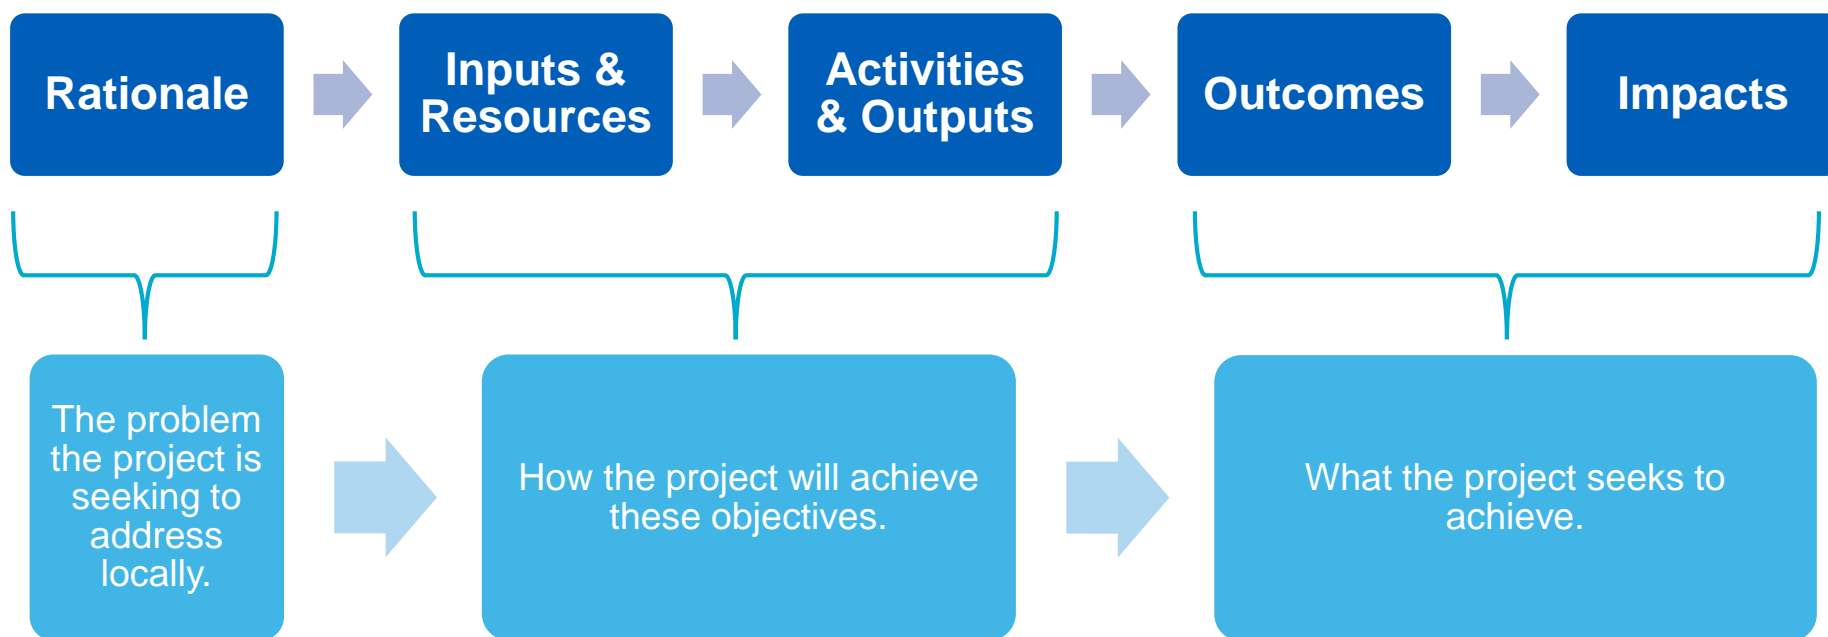 Rationale
Inputs &
Resources
Activities
& Outputs
Outcomes
Impacts
The problem
the project is
seeking to
address
locally.
How the project will achieve
these objectives.
What the project seeks to
achieve.